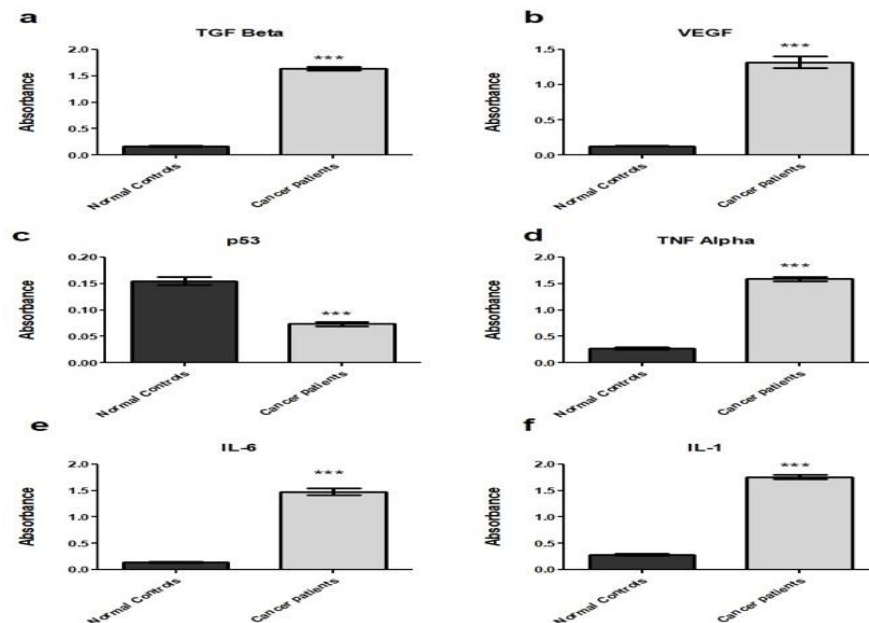 a
TGF Beta
Absorbance
2.0
1.5
1.0
0.5
0.0
***
Normal Controls
Cancer patients
b
VEGF
Absorbance
1.5
1.0
0.5
0.0
***
Normal Controls
Cancer patients
c
p53
Absorbance
0.20
0.15
0.10
0.05
0.00
***
Normal Controls
Cancer patients
d
TNF Alpha
Absorbance
2.0
1.5
1.0
0.5
0.0
***
Normal Controls
Cancer patients
e
IL-6
Absorbance
2.0
1.5
1.0
0.5
0.0
***
Normal Controls
Cancer patients
f
IL-1
Absorbance
2.0
1.5
1.0
0.5
0.0
***
Normal Controls
Cancer patients